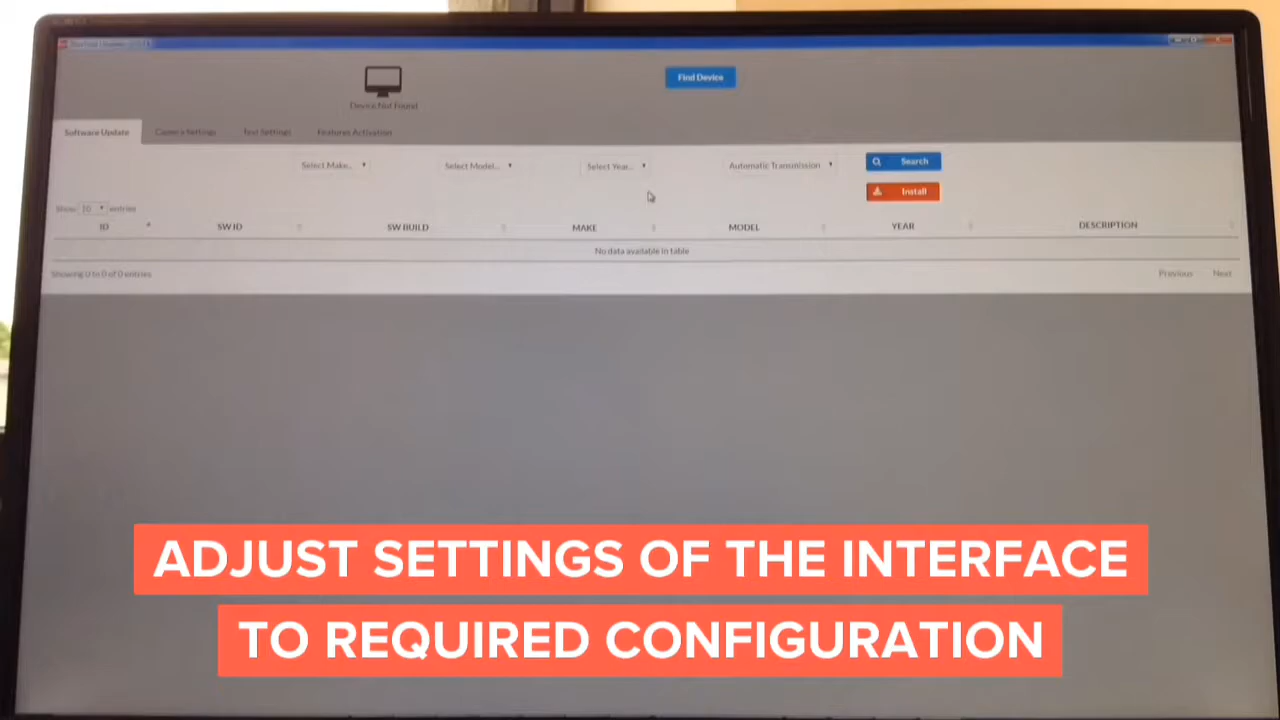 Find Device
Device Not Found
Software Update Camera Settings Test Settings Features Activation
Select Make... Select Model... Select Year... Automatic Transmission Search
Install
Show 10 entries
ID SW ID SW BUILD MAKE MODEL YEAR DESCRIPTION
No data available in table
Showing 0 to 0 of 0 entries Previous Next
ADJUST SETTINGS OF THE INTERFACE
TO REQUIRED CONFIGURATION